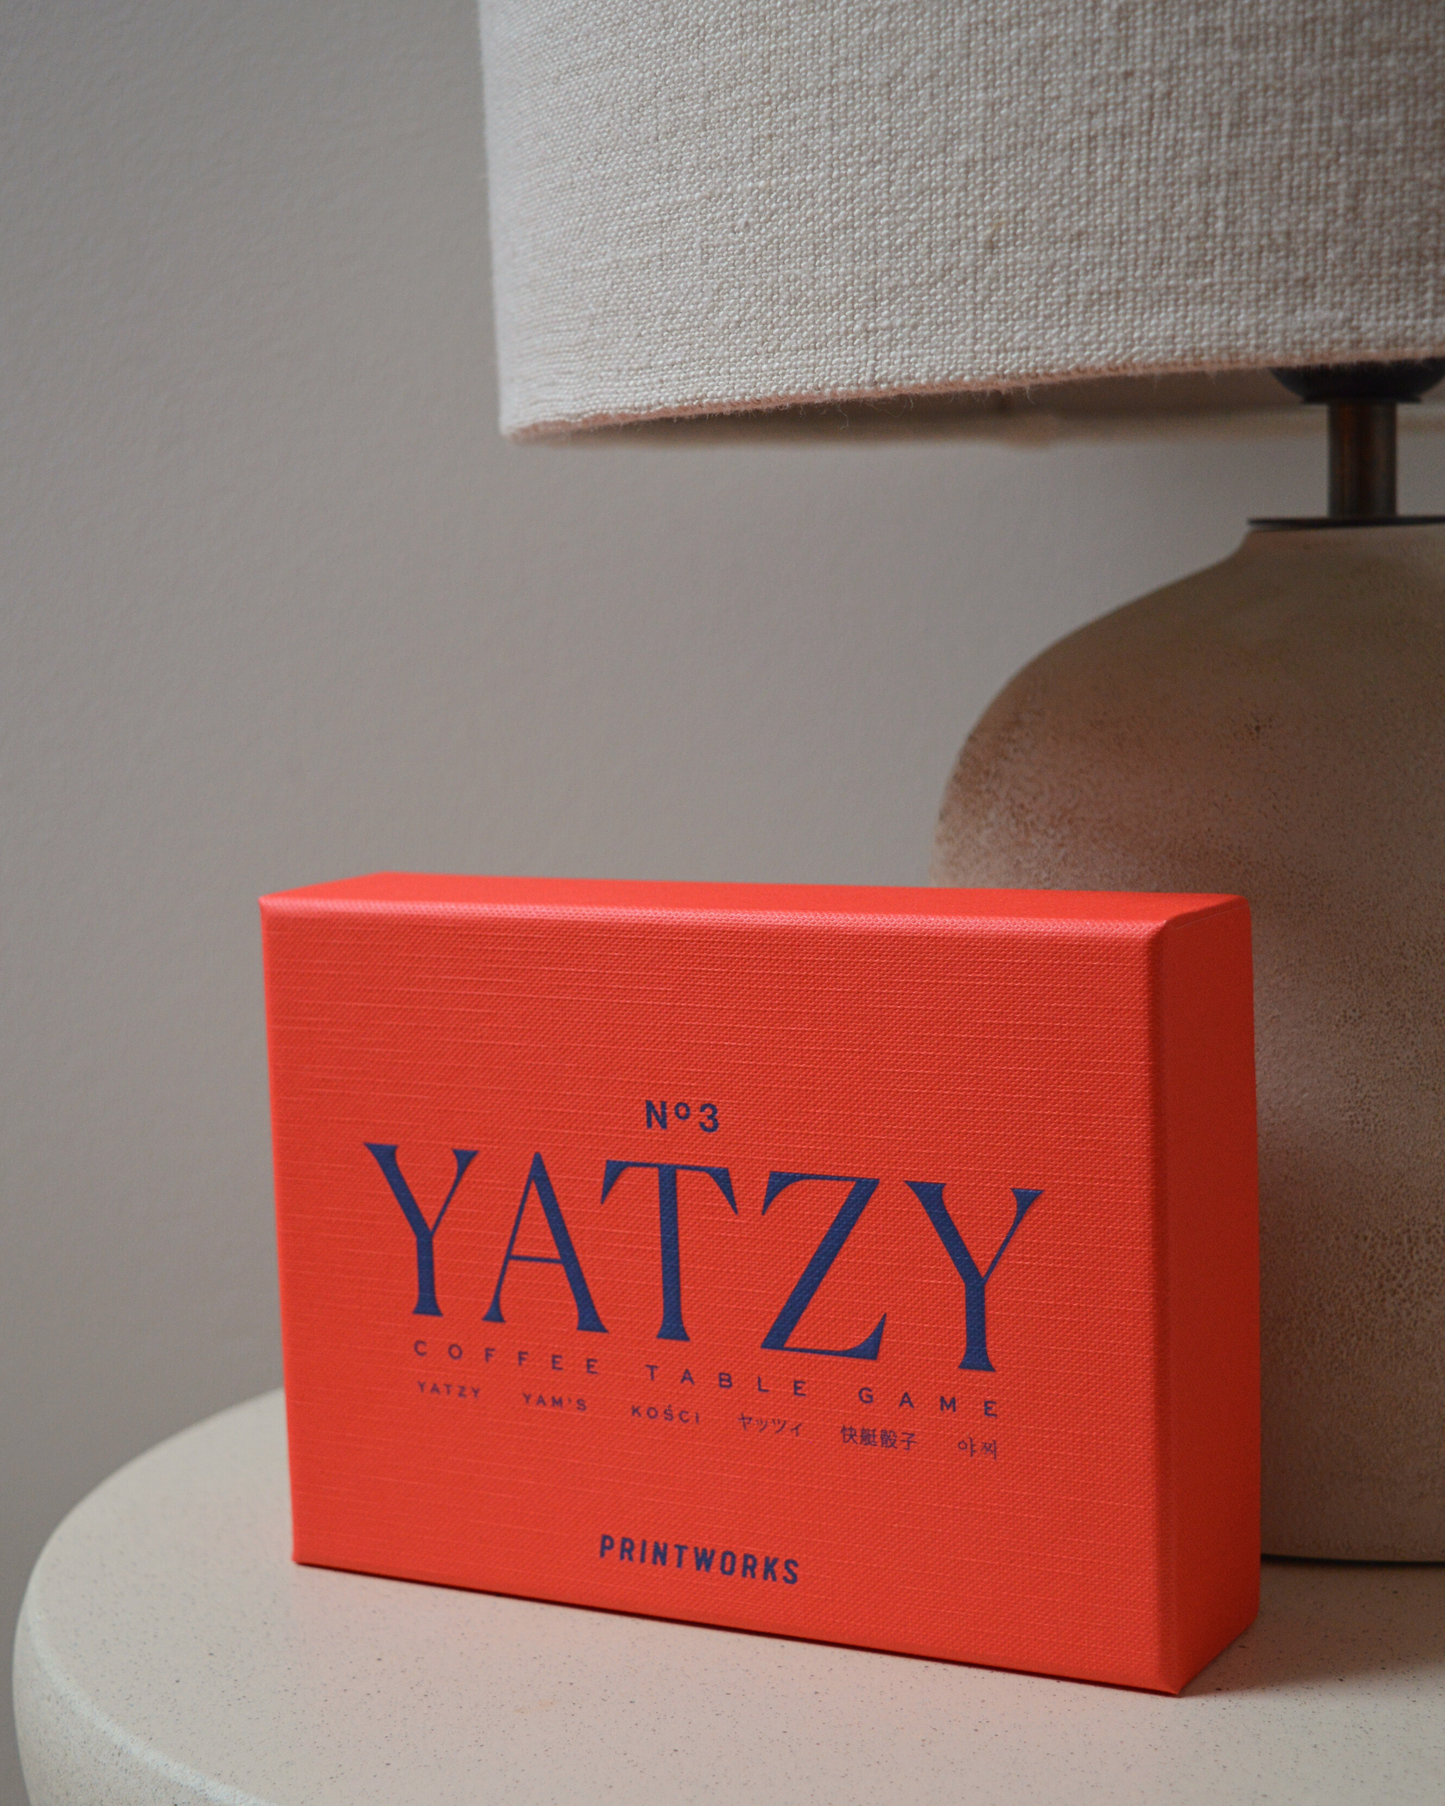 Nº3
YATZY
COFFEE TABLE GAME
YATZY YAM'S KOŚCI ヤッツィ 快艇骰子 야찌
PRINTWORKS